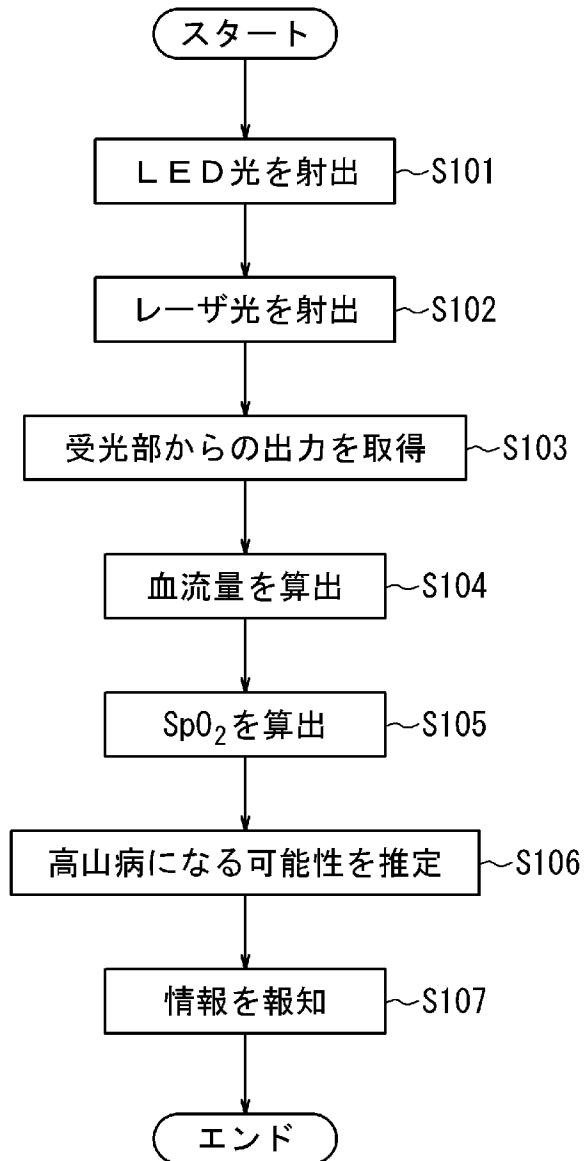 スタート
LED光を射出 S101
レーザ光を射出 S102
受光部からの出力を取得 S103
血流量を算出 S104
SpO₂を算出 S105
高山病になる可能性を推定 S106
情報を報知 S107
エンド